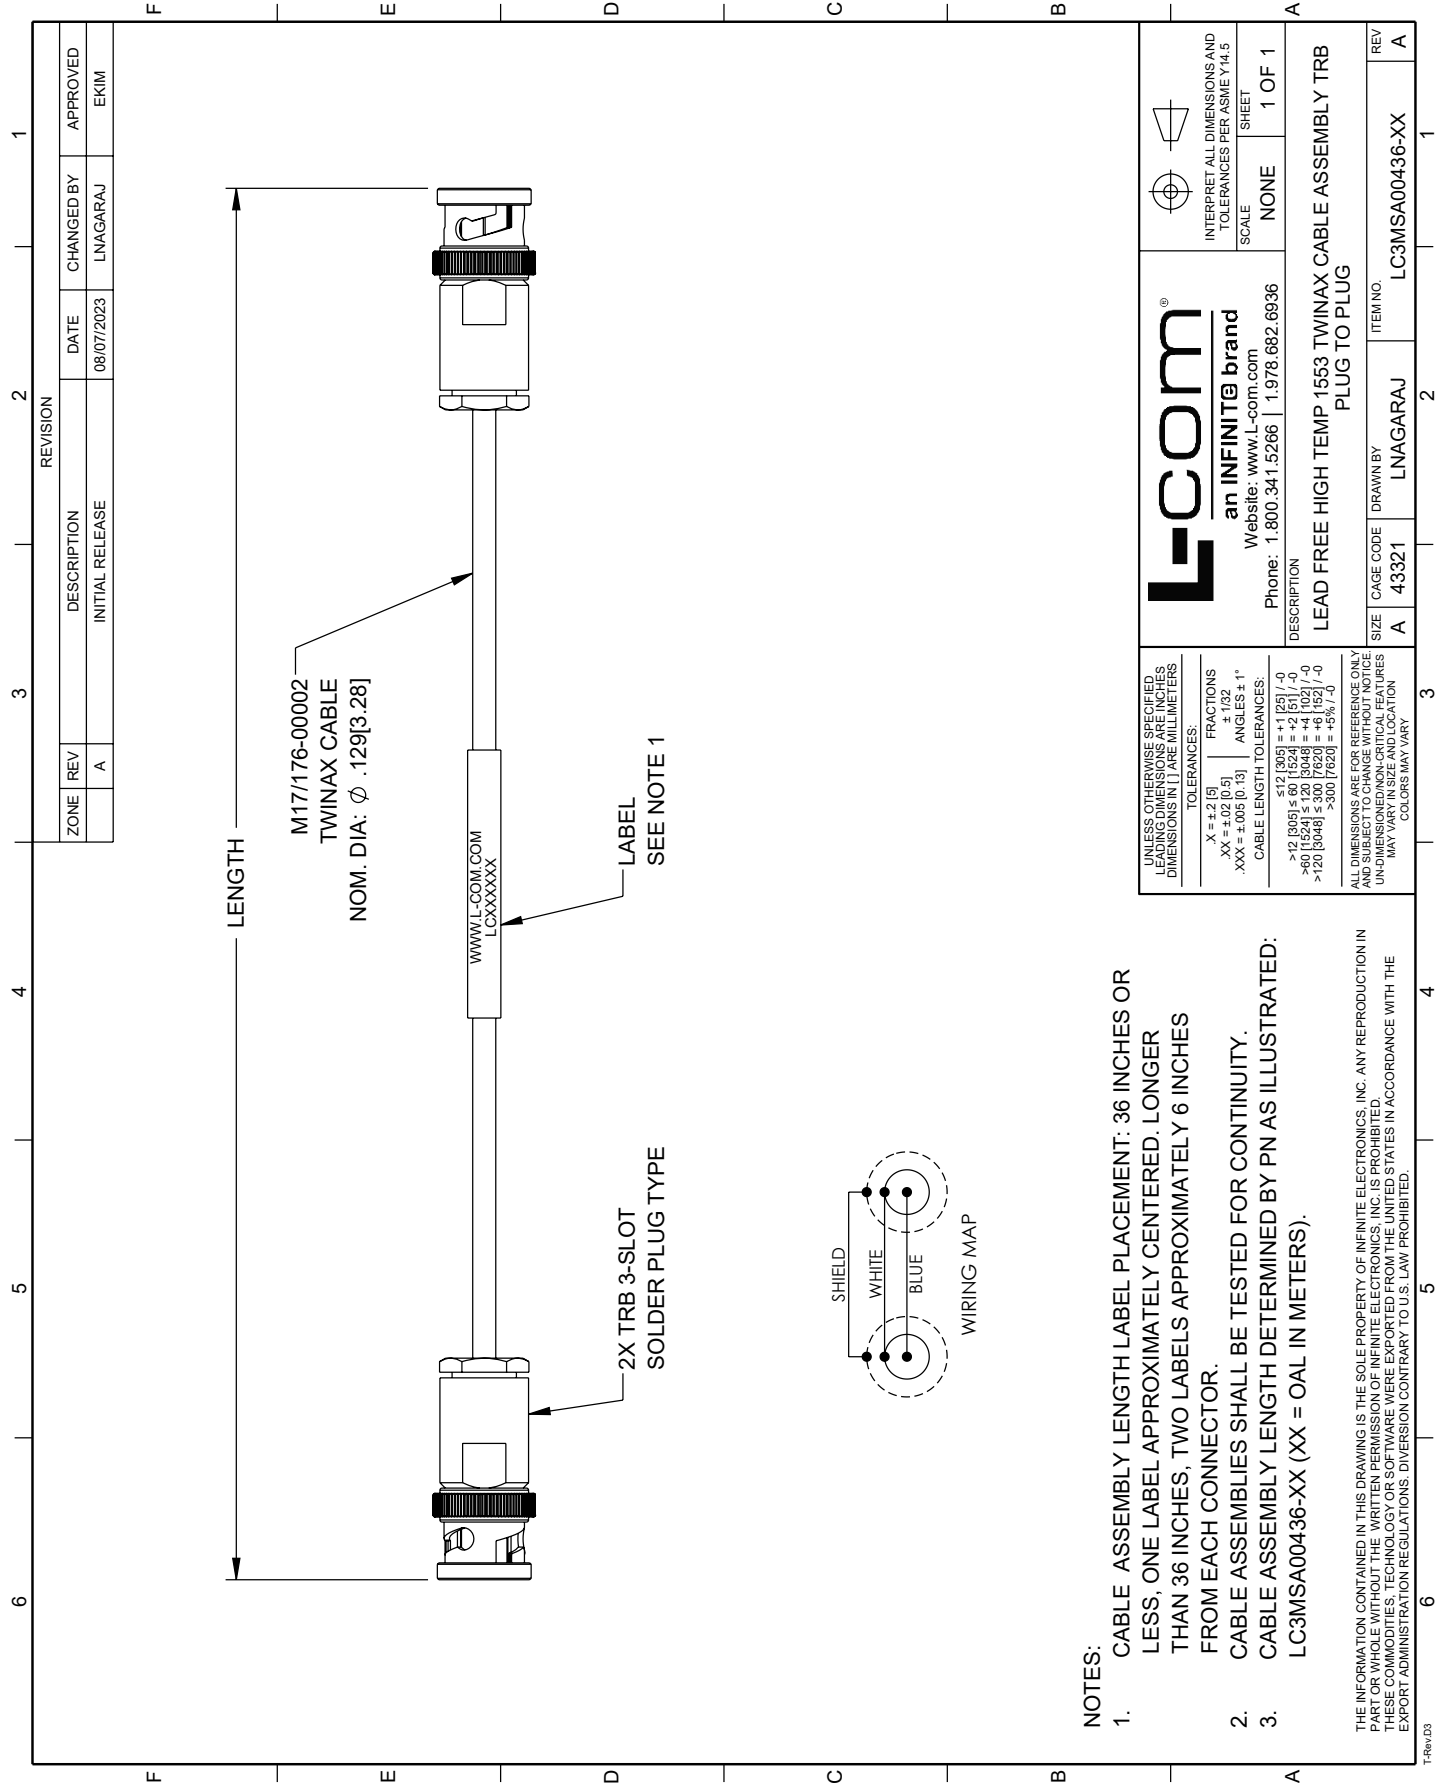 6
5
4
3
2
1
F
E
D
C
B
A
REVISION
ZONE REV DESCRIPTION DATE CHANGED BY APPROVED
A INITIAL RELEASE 08/07/2023 LNAGARAJ EKIM
LENGTH
M17/176-00002
TWINAX CABLE
NOM. DIA: ∅ .129[3.28]
WWW.L-COM.COM
LCXXXXXX
LABEL
SEE NOTE 1
2X TRB 3-SLOT
SOLDER PLUG TYPE
SHIELD
WHITE
BLUE
WIRING MAP
NOTES:
1. CABLE ASSEMBLY LENGTH LABEL PLACEMENT: 36 INCHES OR
LESS, ONE LABEL APPROXIMATELY CENTERED. LONGER
THAN 36 INCHES, TWO LABELS APPROXIMATELY 6 INCHES
FROM EACH CONNECTOR.
2. CABLE ASSEMBLIES SHALL BE TESTED FOR CONTINUITY.
3. CABLE ASSEMBLY LENGTH DETERMINED BY PN AS ILLUSTRATED:
LC3MSA00436-XX (XX = OAL IN METERS).
THE INFORMATION CONTAINED IN THIS DRAWING IS THE SOLE PROPERTY OF INFINITE ELECTRONICS, INC. ANY REPRODUCTION IN
PART OR WHOLE WITHOUT THE WRITTEN PERMISSION OF INFINITE ELECTRONICS, INC. IS PROHIBITED.
THESE COMMODITIES, TECHNOLOGY OR SOFTWARE WERE EXPORTED FROM THE UNITED STATES IN ACCORDANCE WITH THE
EXPORT ADMINISTRATION REGULATIONS. DIVERSION CONTRARY TO U.S. LAW PROHIBITED.
UNLESS OTHERWISE SPECIFIED
LEADING DIMENSIONS ARE INCHES
DIMENSIONS IN [ ] ARE MILLIMETERS
TOLERANCES:
.X = ±.2 [5] FRACTIONS
.XX = ±.02 [0.5] ± 1/32
.XXX = ±.005 [0.13] ANGLES ± 1°
CABLE LENGTH TOLERANCES:
≤12 [305] = +1 [25] / -0
>12 [305] ≤ 60 [1524] = +2 [51] / -0
>60 [1524] ≤ 120 [3048] = +4 [102] / -0
>120 [3048] ≤ 300 [7620] = +6 [152] / -0
>300 [7620] = +5% / -0
ALL DIMENSIONS ARE FOR REFERENCE ONLY
AND SUBJECT TO CHANGE WITHOUT NOTICE.
UN-DIMENSIONED/NON-CRITICAL FEATURES
MAY VARY IN SIZE AND LOCATION
COLORS MAY VARY
L-com®
an INFINITe brand
Website: www.L-com.com
Phone: 1.800.341.5266 | 1.978.682.6936
INTERPRET ALL DIMENSIONS AND
TOLERANCES PER ASME Y14.5
SCALE
NONE
SHEET
1 OF 1
DESCRIPTION
LEAD FREE HIGH TEMP 1553 TWINAX CABLE ASSEMBLY TRB
PLUG TO PLUG
SIZE
A
CAGE CODE
43321
DRAWN BY
LNAGARAJ
ITEM NO.
LC3MSA00436-XX
REV
A
6
5
4
3
2
1
F
E
D
C
B
A
T-Rev.D3